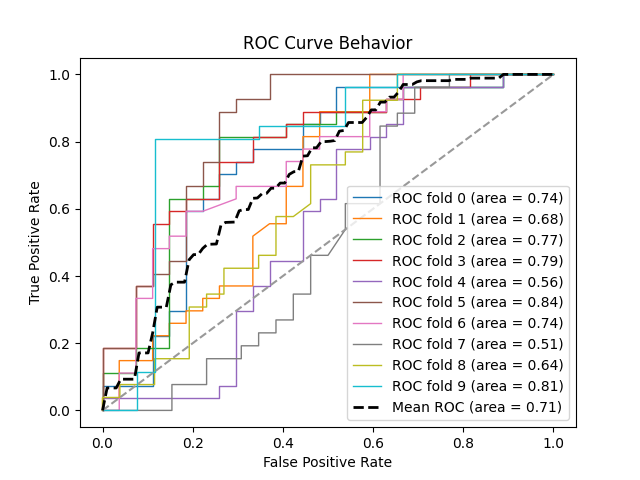 ROC Curve Behavior
True Positive Rate
1.0
0.8
0.6
0.4
0.2
0.0
ROC fold 0 (area = 0.74)
ROC fold 1 (area = 0.68)
ROC fold 2 (area = 0.77)
ROC fold 3 (area = 0.79)
ROC fold 4 (area = 0.56)
ROC fold 5 (area = 0.84)
ROC fold 6 (area = 0.74)
ROC fold 7 (area = 0.51)
ROC fold 8 (area = 0.64)
ROC fold 9 (area = 0.81)
Mean ROC (area = 0.71)
0.0 0.2 0.4 0.6 0.8 1.0
False Positive Rate